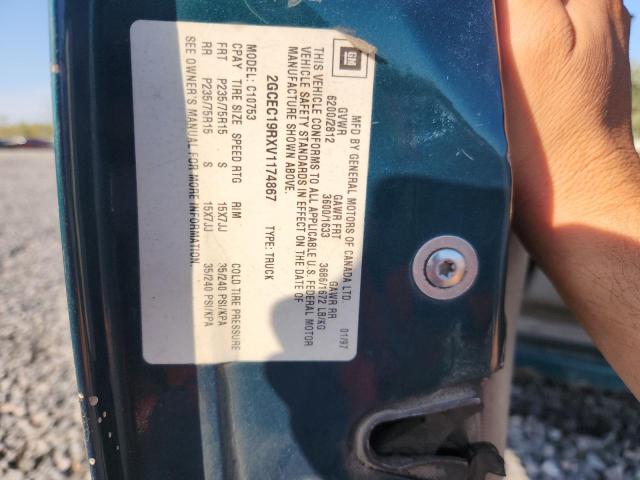 GM
MFD BY GENERAL MOTORS OF CANADA LTD 01/97
GVWR GAWR FRT GAWR RR
6200/2812 3600/1633 3686/1672 LB/KG
THIS VEHICLE CONFORMS TO ALL APPLICABLE U.S. FEDERAL MOTOR
VEHICLE SAFETY STANDARDS IN EFFECT ON THE DATE OF
MANUFACTURE SHOWN ABOVE.
2GCEC19RXV1174867 TYPE: TRUCK
MODEL: C10753
CPAY TIRE SIZE SPEED RTG RIM COLD TIRE PRESSURE
FRT P235/75R15 S 15X7JJ 35/240 PSI/KPA
RR P235/75R15 S 15X7JJ 35/240 PSI/KPA
SEE OWNER'S MANUAL FOR MORE INFORMATION.